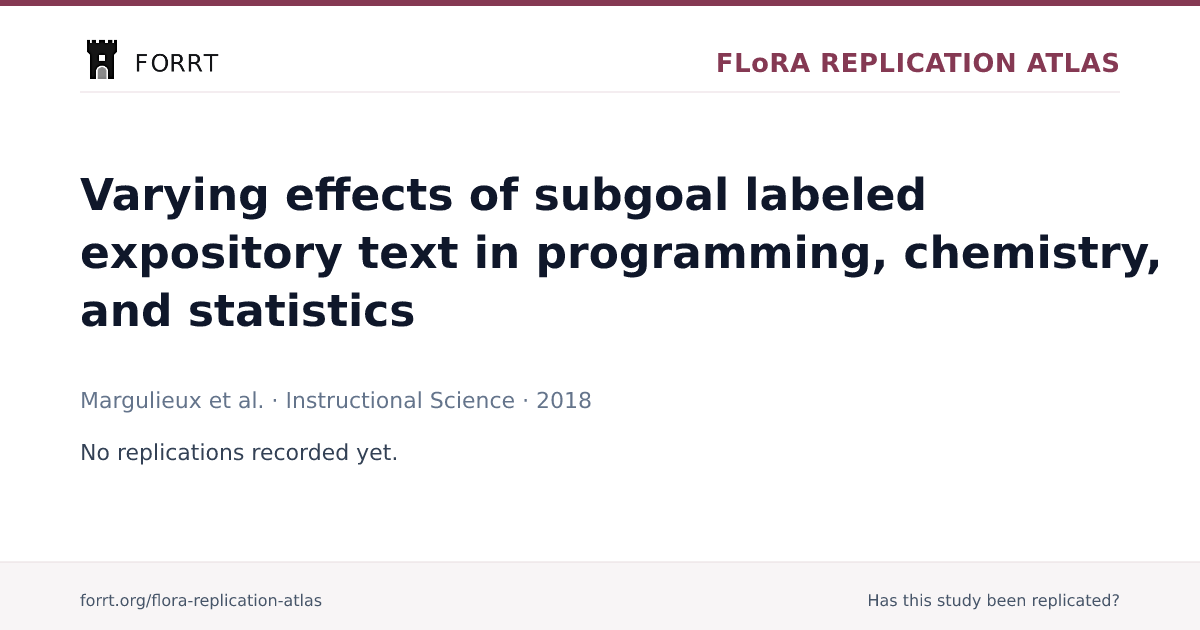 FORRT
FLoRA REPLICATION ATLAS
Varying effects of subgoal labeled
expository text in programming, chemistry,
and statistics
Margulieux et al. · Instructional Science · 2018
No replications recorded yet.
forrt.org/flora-replication-atlas
Has this study been replicated?